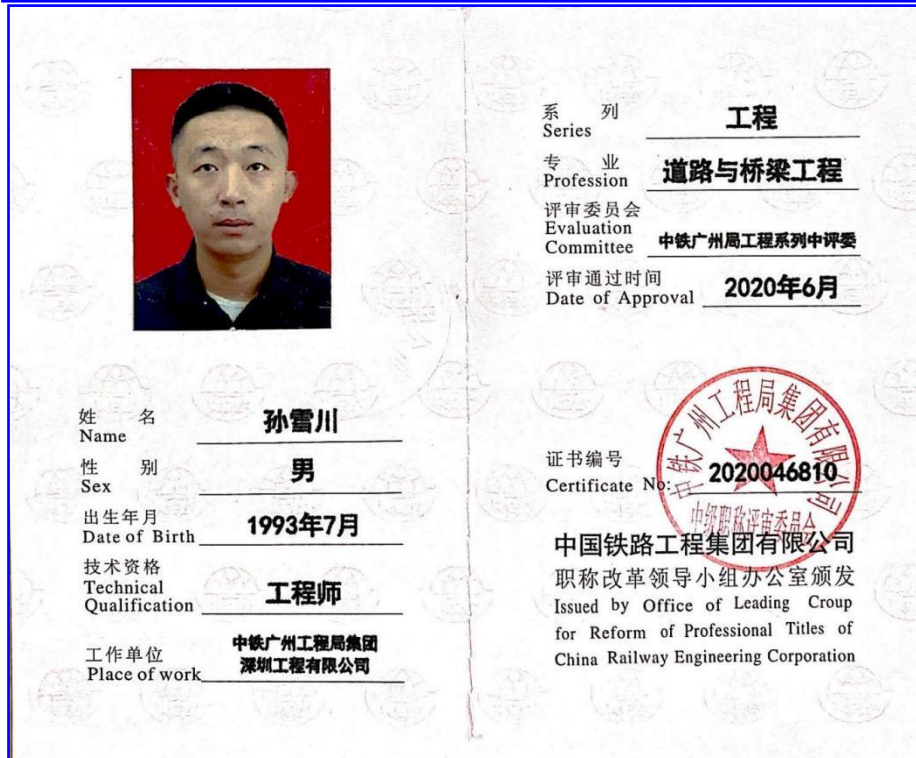 姓 名
Name
孙雪川
性 别
Sex
男
出生年月
Date of Birth
1993年7月
技术资格
Technical
Qualification
工程师
工作单位
Place of work
中铁广州工程局集团
深圳工程有限公司
系 列
Series
工程
专 业
Profession
道路与桥梁工程
评审委员会
Evaluation
Committee
中铁广州局工程系列中评委
评审通过时间
Date of Approval
2020年6月
中铁广州工程局集团有限公司
中级职称评审委员会
证书编号
Certificate No:
2020046810
中国铁路工程集团有限公司
职称改革领导小组办公室颁发
Issued by Office of Leading Croup
for Reform of Professional Titles of
China Railway Engineering Corporation